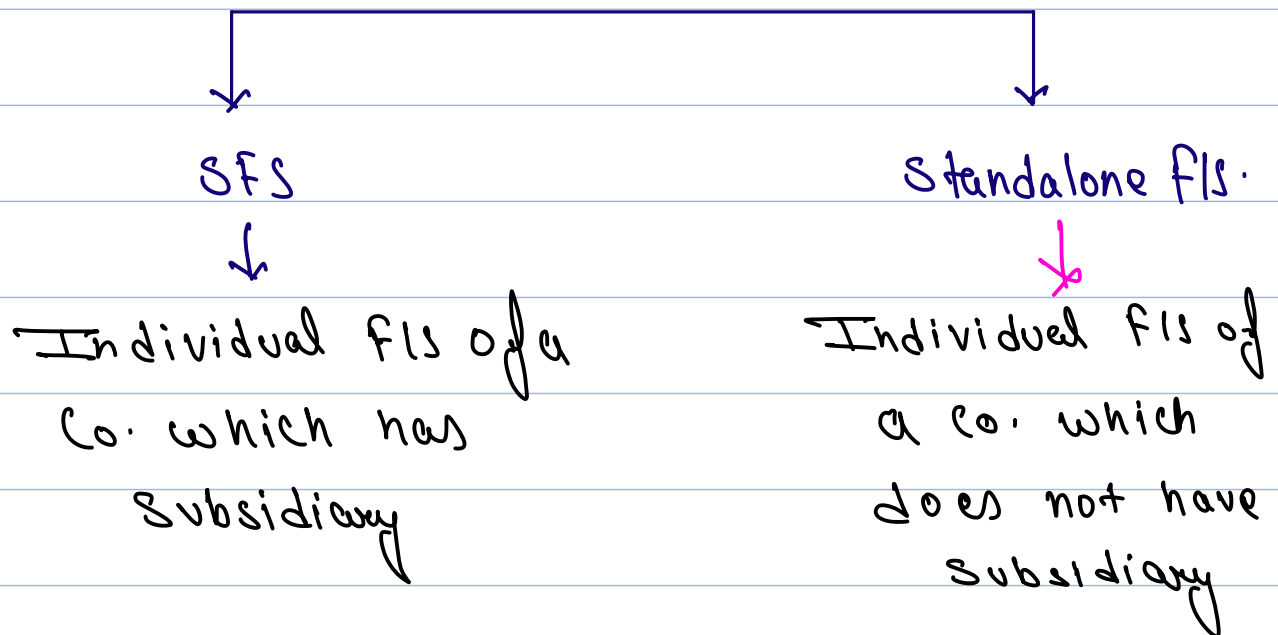 SFS
Standalone F/S.
Individual F/S of a
Co. which has
Subsidiary
Individual F/S of
a Co. which
does not have
subsidiary